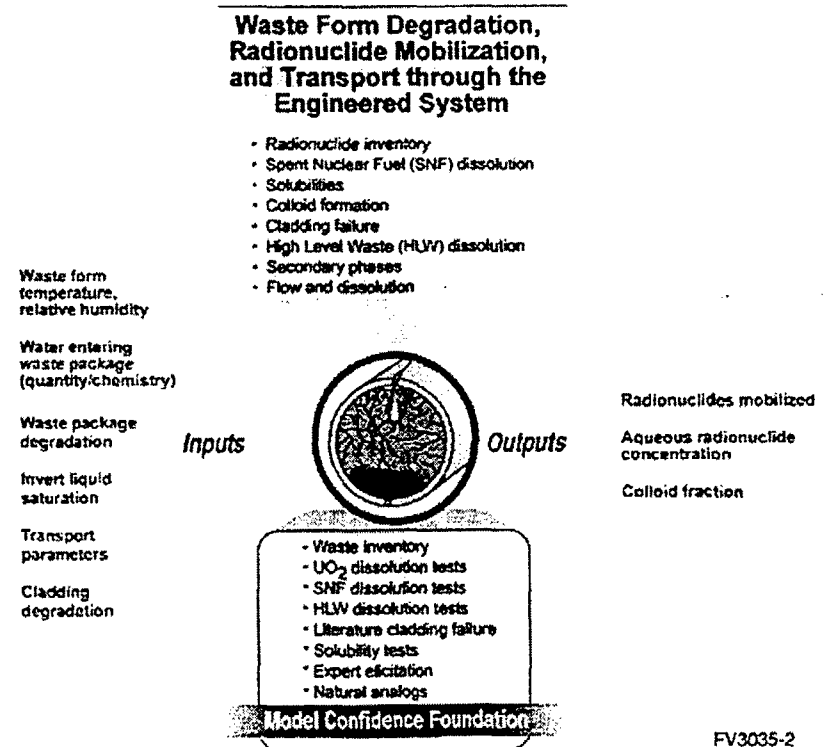 Waste Form Degradation,
Radionuclide Mobilization,
and Transport through the
Engineered System
· Radionuclide inventory
· Spent Nuclear Fuel (SNF) dissolution
· Solubilities
· Colloid formation
· Cladding failure
· High Level Waste (HLW) dissolution
· Secondary phases
· Flow and dissolution
Waste form
temperature,
relative humidity
Water entering
waste package
(quantity/chemistry)
Waste package
degradation
Invert liquid
saturation
Transport
parameters
Cladding
degradation
Inputs
Outputs
Radionuclides mobilized
Aqueous radionuclide
concentration
Colloid fraction
· Waste inventory
· UO2 dissolution tests
· SNF dissolution tests
· HLW dissolution tests
· Literature cladding failure
· Solubility tests
· Expert elicitation
· Natural analogs
Model Confidence Foundation
FV3035-2